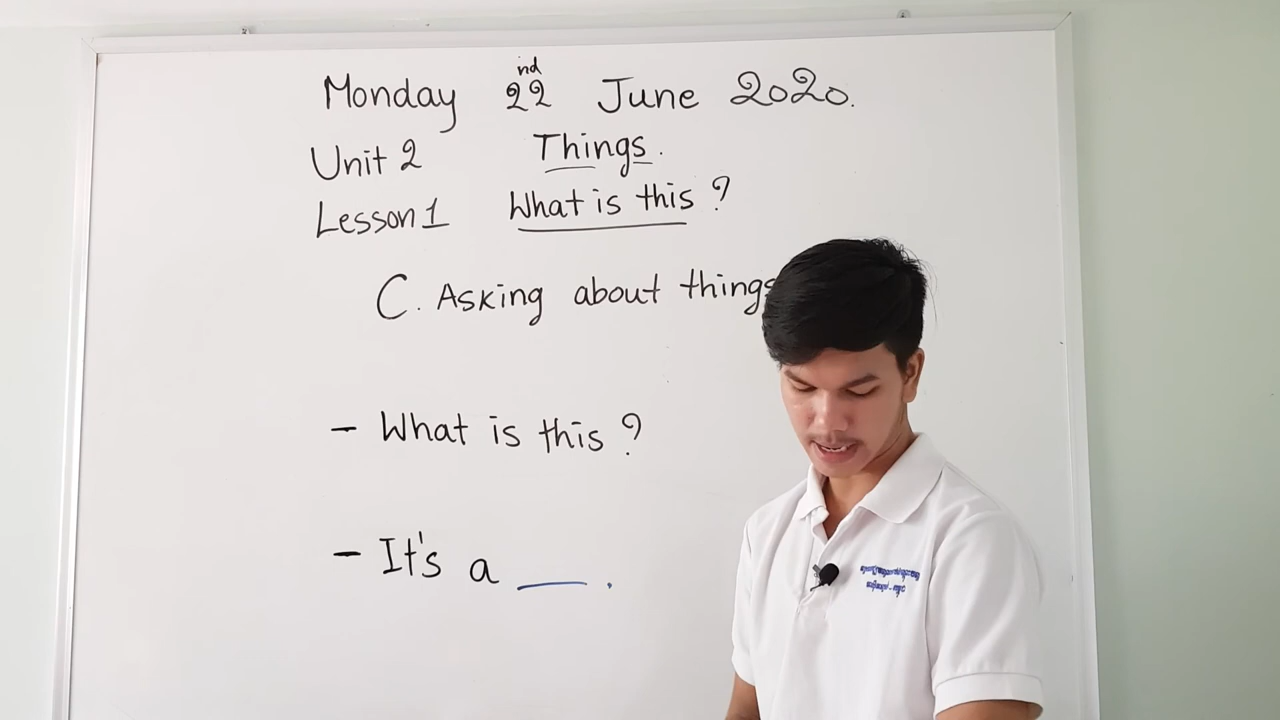 Monday 22nd June 2020.
Unit 2 Things.
Lesson 1 What is this ?
C. Asking about things
- What is this ?
- It's a ___ .